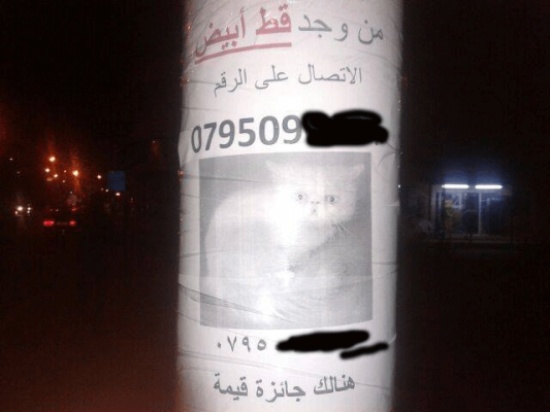 من وجد قط أبيض
الاتصال على الرقم
079509
٠٧٩٥
هنالك جائزة قيمة